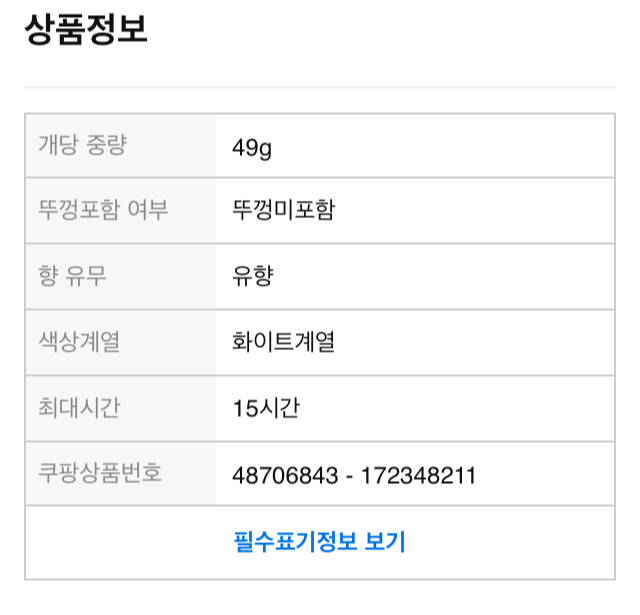 상품정보
개당 중량 49g
뚜껑포함 여부 뚜껑미포함
향 유무 유향
색상계열 화이트계열
최대시간 15시간
쿠팡상품번호 48706843 - 172348211
필수표기정보 보기